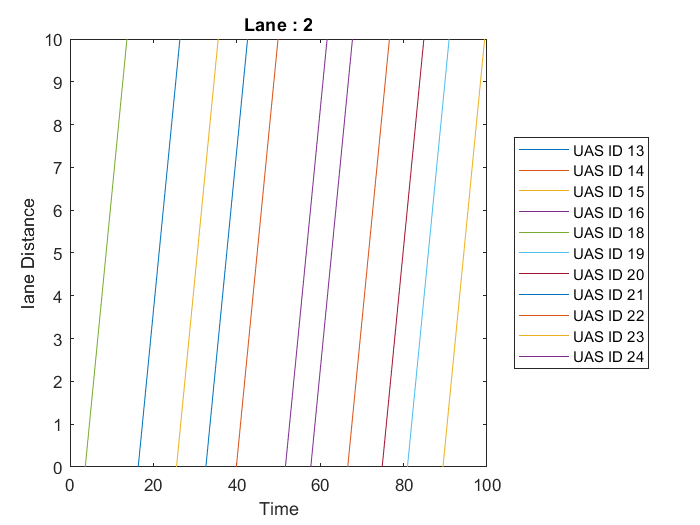 Lane : 2
10
9
8
7
6
5
4
3
2
1
0
lane Distance
0 20 40 60 80 100
Time
UAS ID 13
UAS ID 14
UAS ID 15
UAS ID 16
UAS ID 18
UAS ID 19
UAS ID 20
UAS ID 21
UAS ID 22
UAS ID 23
UAS ID 24